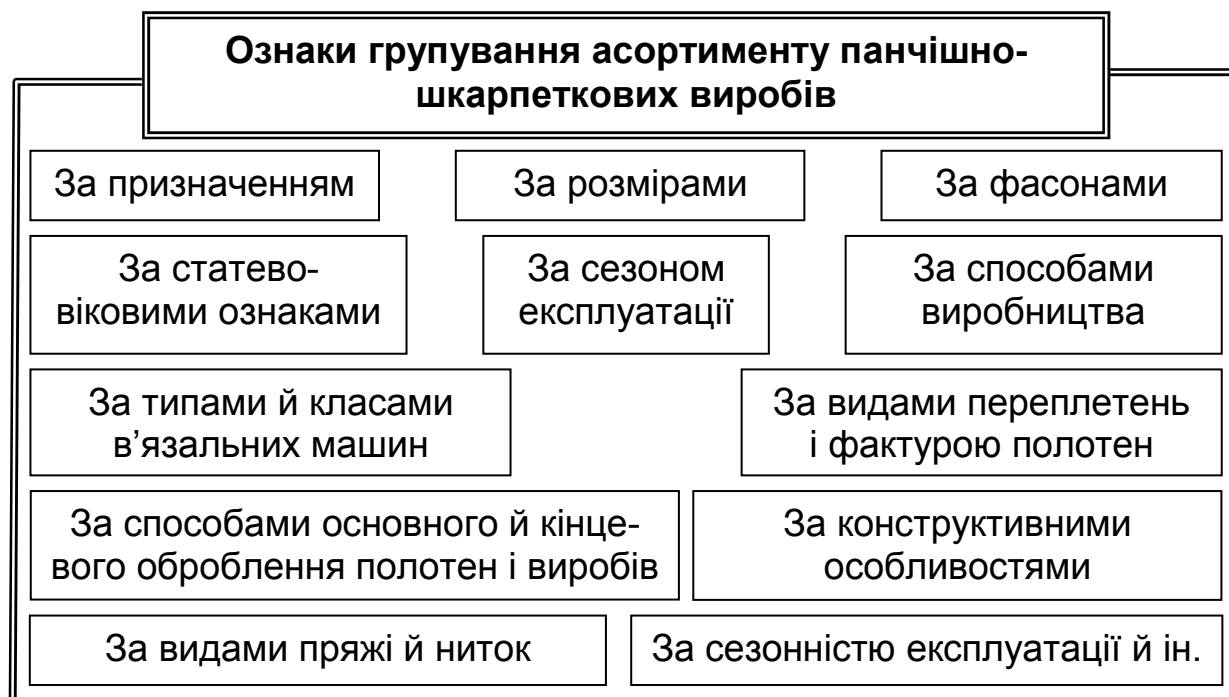 Ознаки групування асортименту панчішно-
шкарпеткових виробів
За призначенням
За розмірами
За фасонами
За статево-
віковими ознаками
За сезоном
експлуатації
За способами
виробництва
За типами й класами
в’язальних машин
За видами переплетень
і фактурою полотен
За способами основного й кінце-
вого оброблення полотен і виробів
За конструктивними
особливостями
За видами пряжі й ниток
За сезонністю експлуатації й ін.